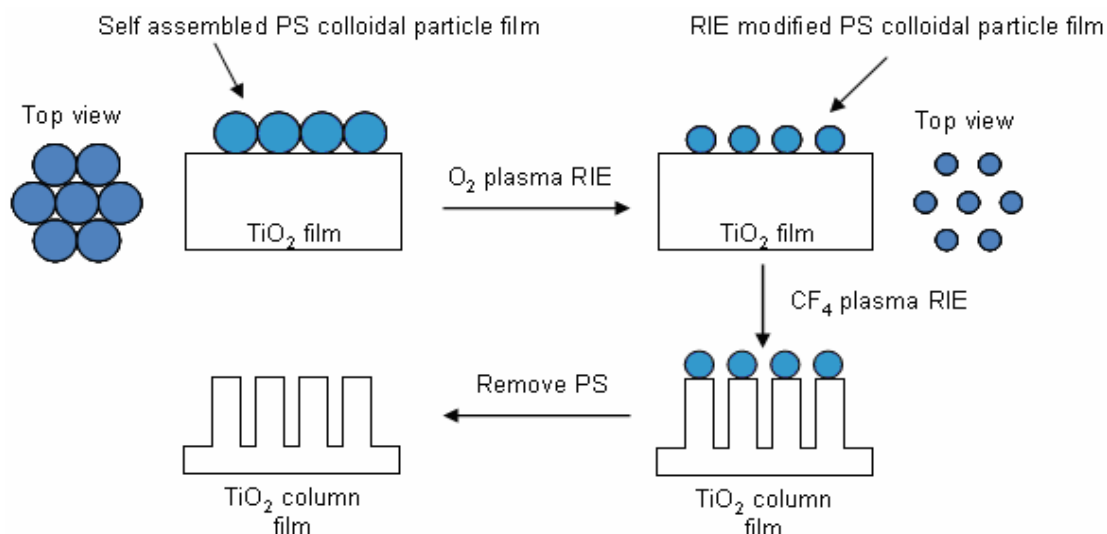 Self assembled PS colloidal particle film
RIE modified PS colloidal particle film
Top view
Top view
O₂ plasma RIE
TiO₂ film
TiO₂ film
CF₄ plasma RIE
Remove PS
TiO₂ column
film
TiO₂ column
film